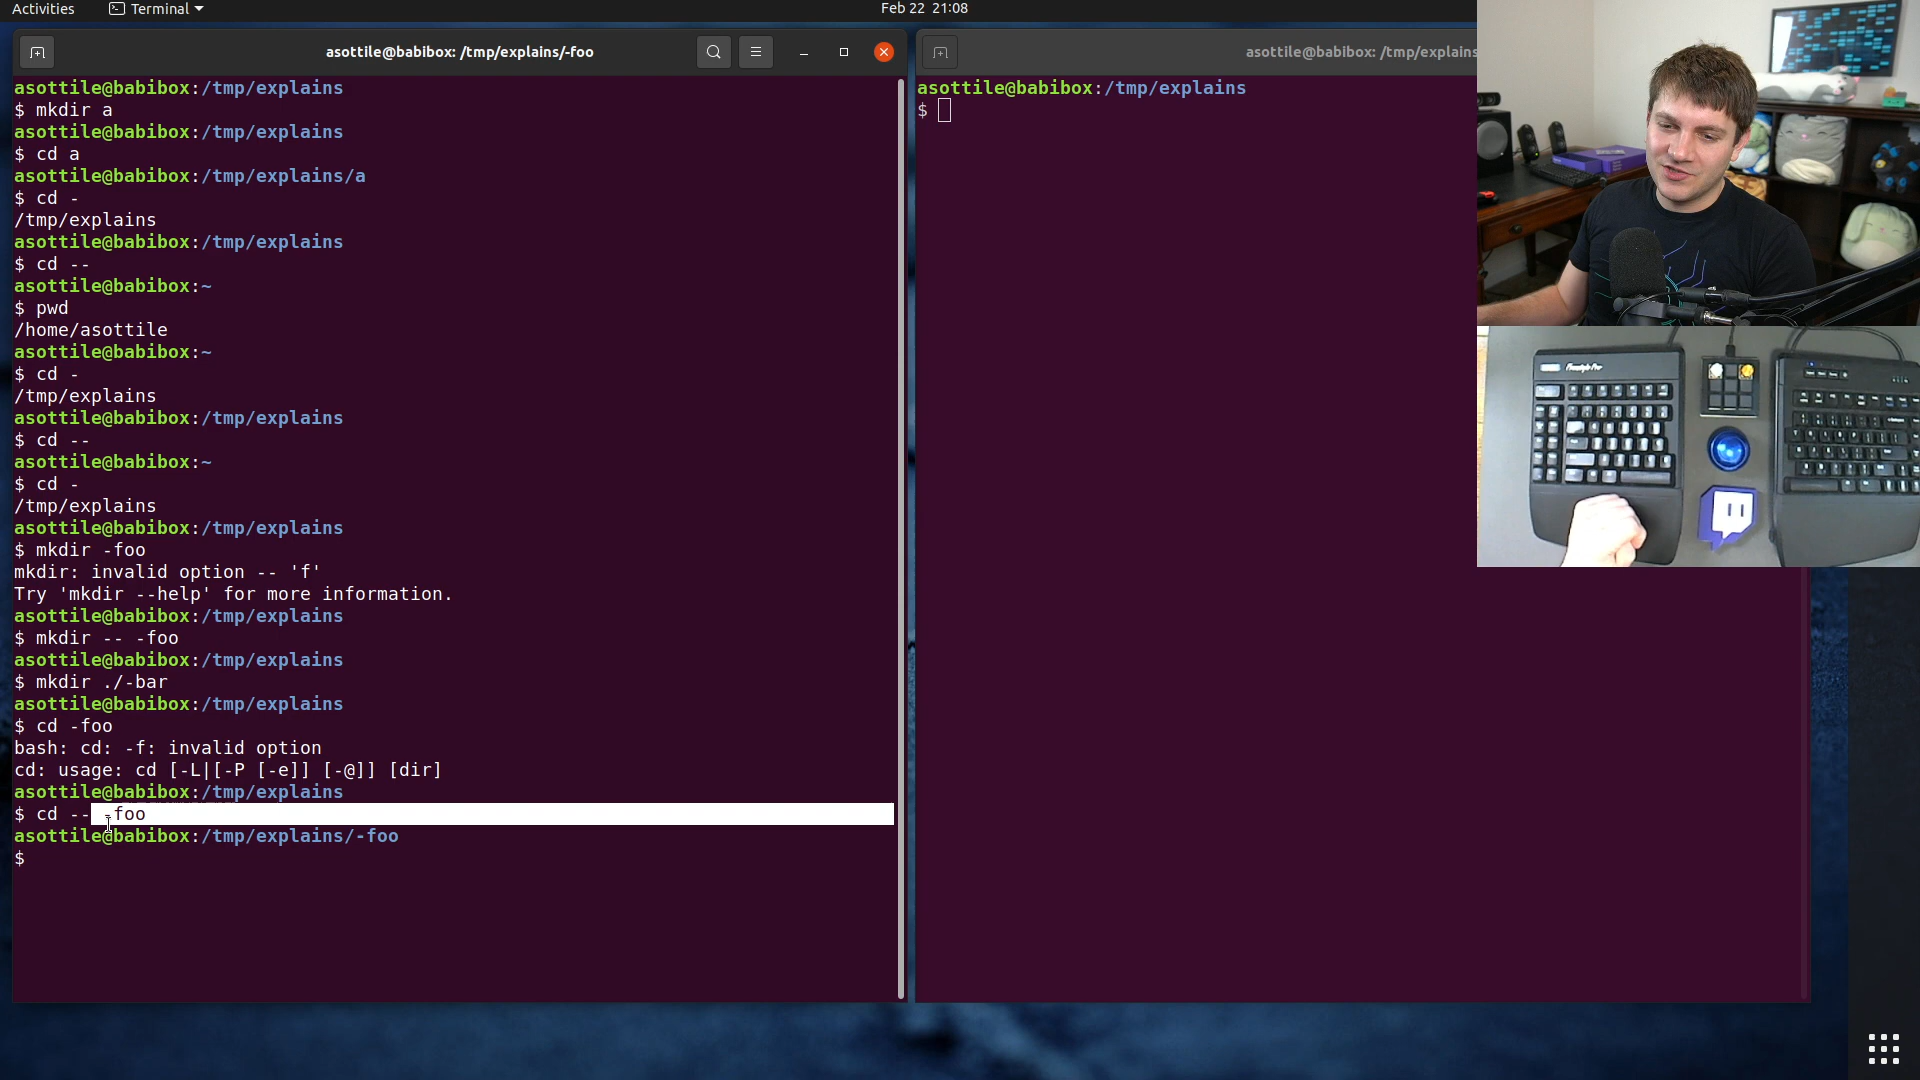 Activities
Terminal
Feb 22 21:08
asottile@babibox: /tmp/explains/-foo
asottile@babibox:/tmp/explains
$ mkdir a
asottile@babibox:/tmp/explains
$ cd a
asottile@babibox:/tmp/explains/a
$ cd -
/tmp/explains
asottile@babibox:/tmp/explains
$ cd --
asottile@babibox:~
$ pwd
/home/asottile
asottile@babibox:~
$ cd -
/tmp/explains
asottile@babibox:/tmp/explains
$ cd --
asottile@babibox:~
$ cd -
/tmp/explains
asottile@babibox:/tmp/explains
$ mkdir -foo
mkdir: invalid option -- 'f'
Try 'mkdir --help' for more information.
asottile@babibox:/tmp/explains
$ mkdir -- -foo
asottile@babibox:/tmp/explains
$ mkdir ./-bar
asottile@babibox:/tmp/explains
$ cd -foo
bash: cd: -f: invalid option
cd: usage: cd [-L|[-P [-e]] [-@]] [dir]
asottile@babibox:/tmp/explains
$ cd -- -foo
asottile@babibox:/tmp/explains/-foo
$
asottile@babibox: /tmp/explains
asottile@babibox:/tmp/explains
$
Freestyle Pro